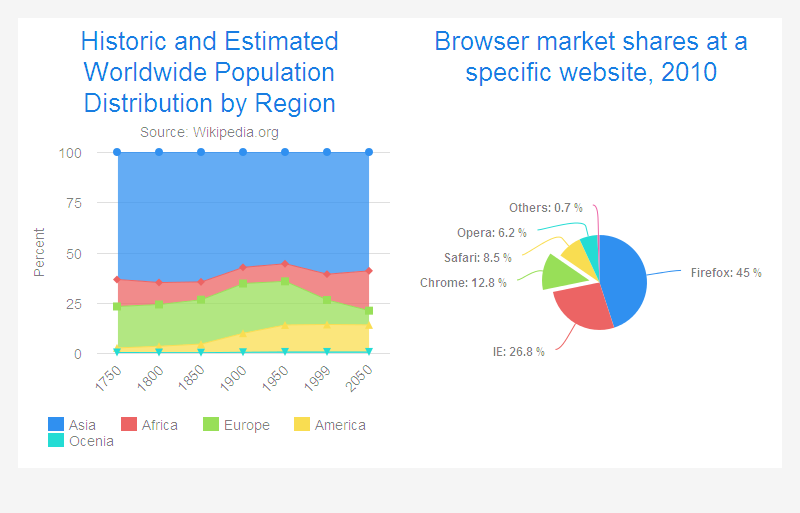 Historic and Estimated
Worldwide Population
Distribution by Region
Source: Wikipedia.org
Percent
100
75
50
25
0
1750
1800
1850
1900
1950
1999
2050
Asia
Africa
Europe
America
Ocenia
Browser market shares at a
specific website, 2010
Others: 0.7 %
Opera: 6.2 %
Safari: 8.5 %
Chrome: 12.8 %
Firefox: 45 %
IE: 26.8 %